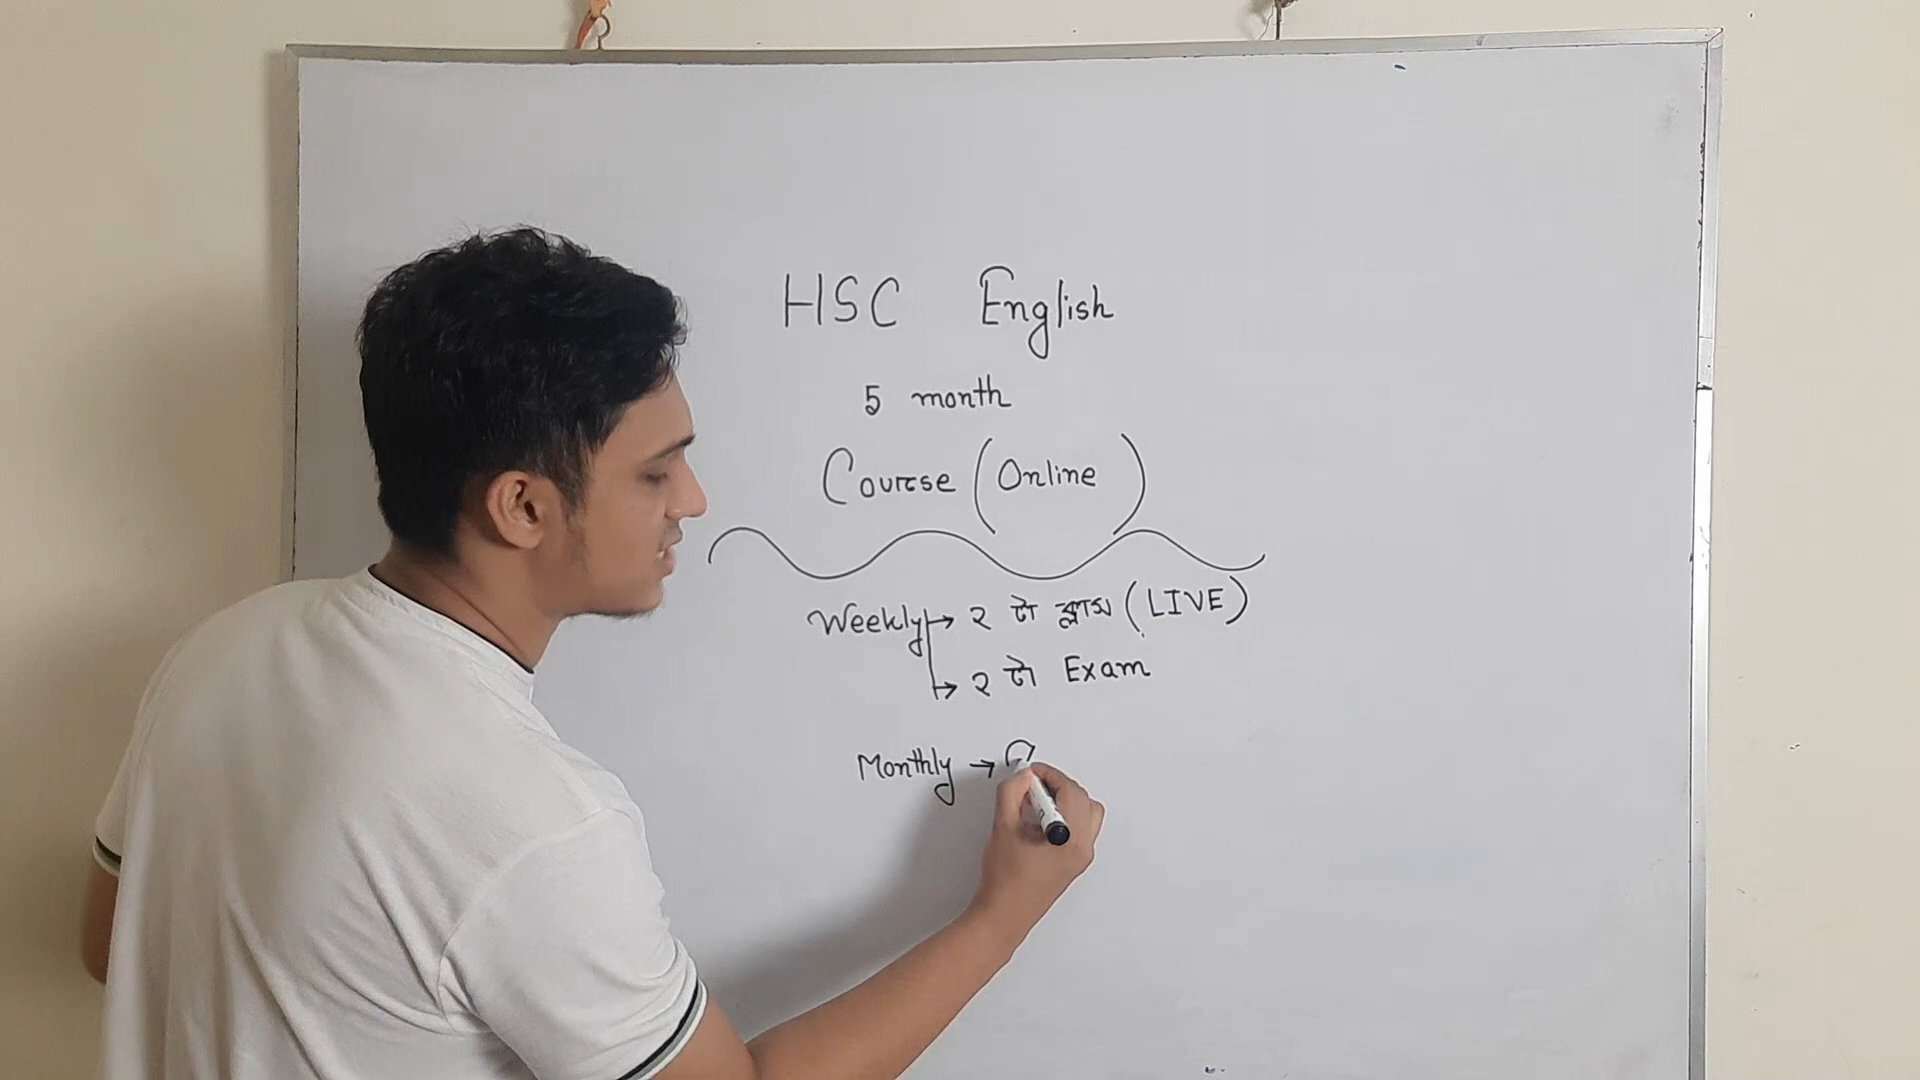 HSC English
5 month
Course (Online)
Weekly → ২ টা ক্লাস (LIVE)
→ ২ টা Exam
Monthly →